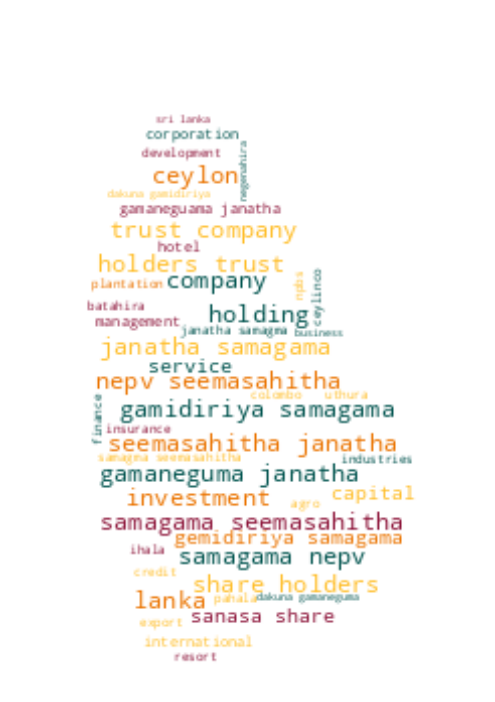 sri lanka
corporation
development
negenahira
ceylon
dakuna gamidiriya
gamaneguama janatha
trust company
hotel
holders trust
plantation
company
npbs
ceylinco
batahira
holding
management
janatha samagma
business
janatha samagama
service
nepv seemasahitha
colombo
uthura
finance
gamidiriya samagama
insurance
seemasahitha janatha
samagma seemasahitha
industries
gamaneguma janatha
investment
agro
capital
samagama seemasahitha
gemidiriya samagama
ihala
samagama nepv
credit
share holders
lanka
pahala
dakuna gamaneguma
export
sanasa share
international
resort